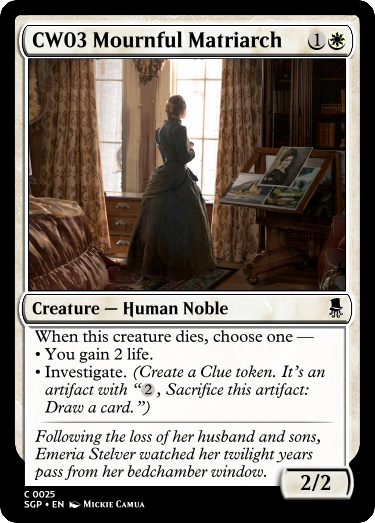 CW03 Mournful Matriarch 1
Creature — Human Noble
When this creature dies, choose one —
• You gain 2 life.
• Investigate. (Create a Clue token. It's an
artifact with “2, Sacrifice this artifact:
Draw a card.”)
Following the loss of her husband and sons,
Emeria Stelver watched her twilight years
pass from her bedchamber window.
2/2
C 0025
SGP • EN Mickie Camua